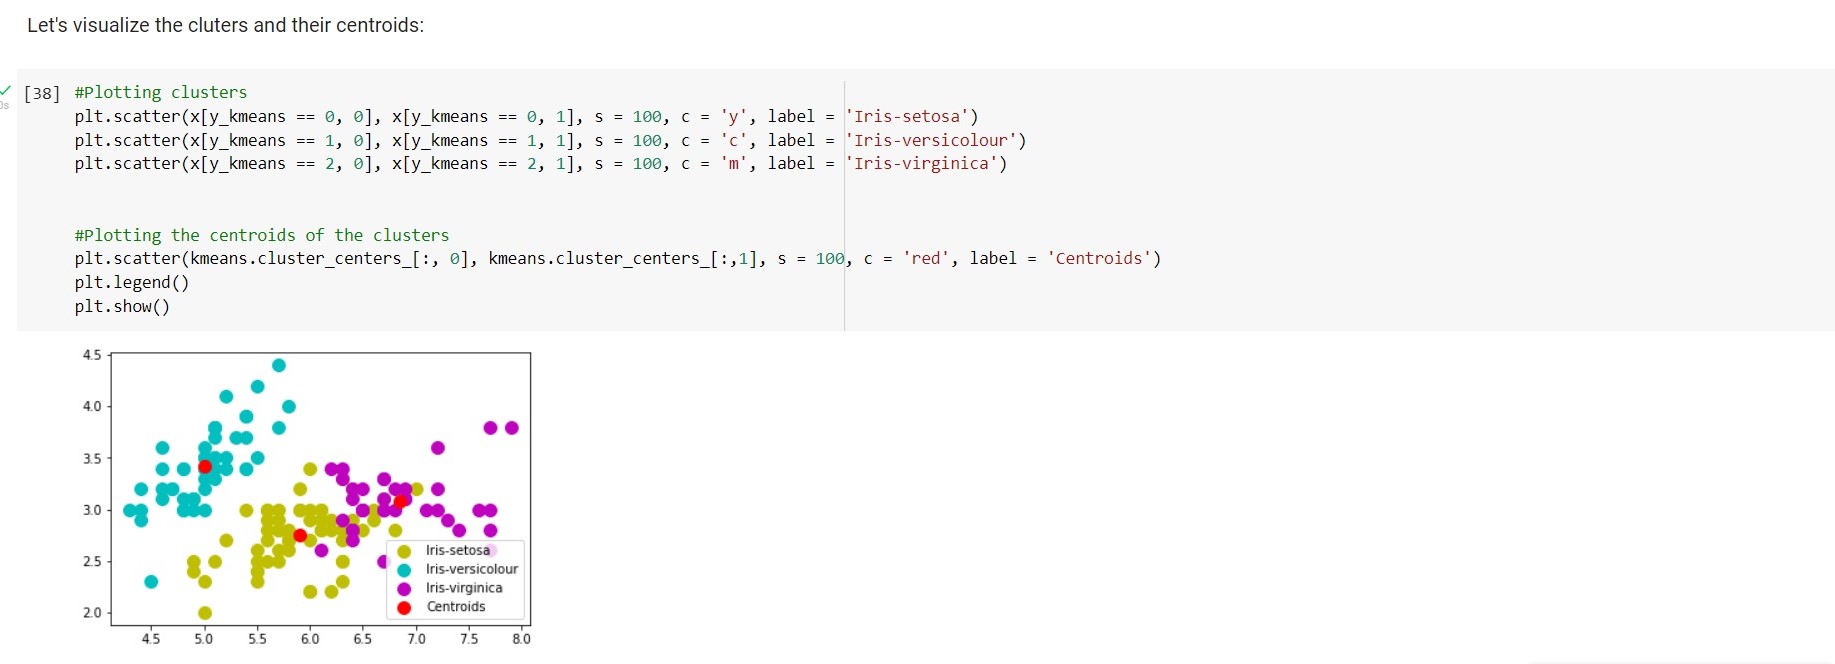 Let's visualize the cluters and their centroids:
[38] #Plotting clusters
plt.scatter(x[y_kmeans == 0, 0], x[y_kmeans == 0, 1], s = 100, c = 'y', label = 'Iris-setosa')
plt.scatter(x[y_kmeans == 1, 0], x[y_kmeans == 1, 1], s = 100, c = 'c', label = 'Iris-versicolour')
plt.scatter(x[y_kmeans == 2, 0], x[y_kmeans == 2, 1], s = 100, c = 'm', label = 'Iris-virginica')
#Plotting the centroids of the clusters
plt.scatter(kmeans.cluster_centers_[:, 0], kmeans.cluster_centers_[:,1], s = 100, c = 'red', label = 'Centroids')
plt.legend()
plt.show()
4.5
4.0
3.5
3.0
2.5
2.0
Iris-setosa
Iris-versicolour
Iris-virginica
Centroids
4.5 5.0 5.5 6.0 6.5 7.0 7.5 8.0